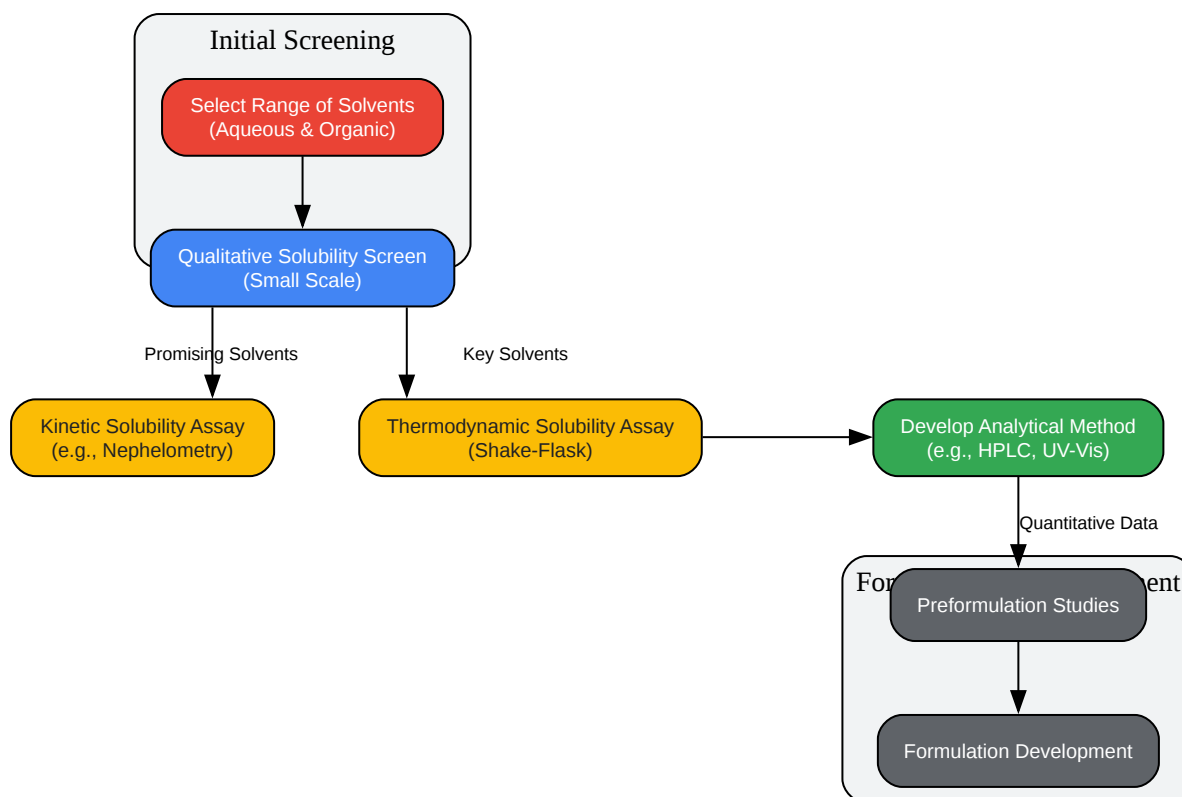 Initial Screening
Select Range of Solvents
(Aqueous & Organic)
Qualitative Solubility Screen
(Small Scale)
Promising Solvents
Key Solvents
Kinetic Solubility Assay
(e.g., Nephelometry)
Thermodynamic Solubility Assay
(Shake-Flask)
Develop Analytical Method
(e.g., HPLC, UV-Vis)
Quantitative Data
Preformulation Studies
Formulation Development